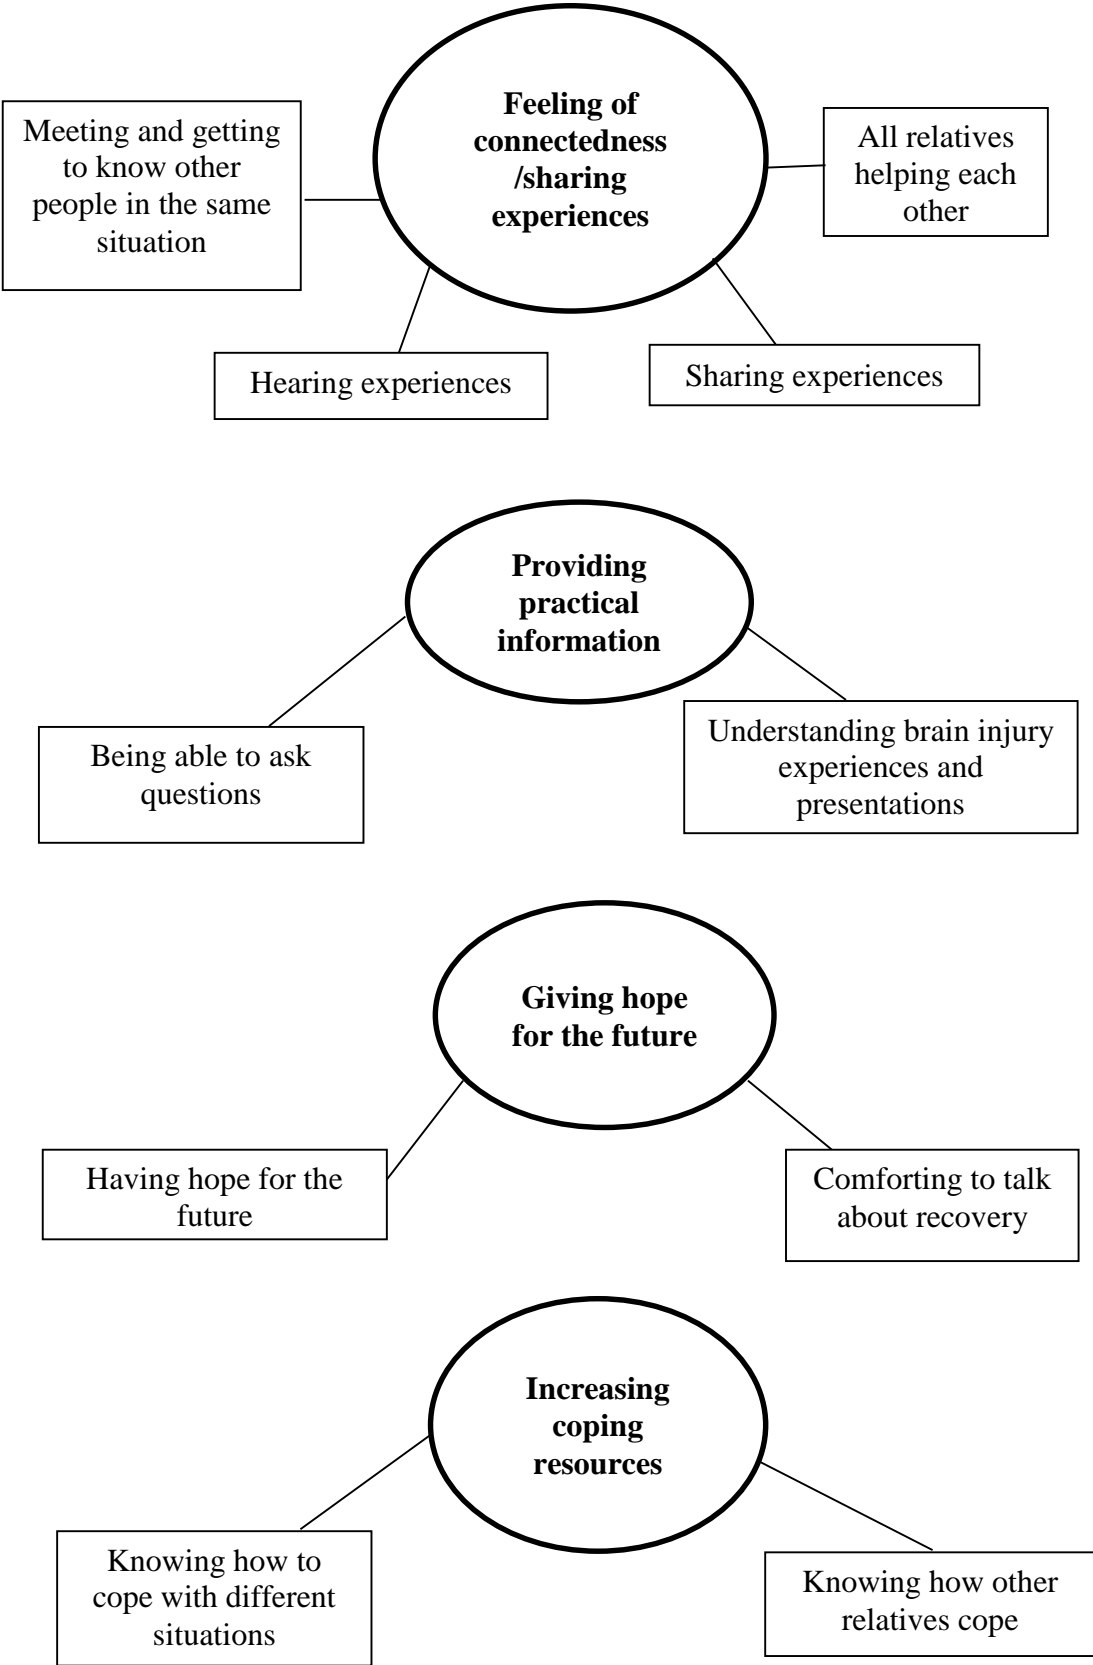 Feeling of
connectedness
/sharing
experiences
Meeting and getting
to know other
people in the same
situation
All relatives
helping each
other
Hearing experiences
Sharing experiences
Providing
practical
information
Being able to ask
questions
Understanding brain injury
experiences and
presentations
Giving hope
for the future
Having hope for the
future
Comforting to talk
about recovery
Increasing
coping
resources
Knowing how to
cope with different
situations
Knowing how other
relatives cope